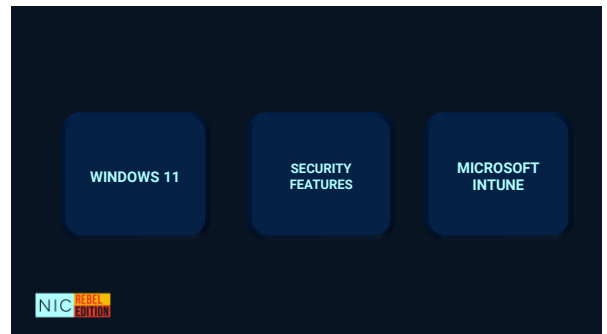 WINDOWS 11
SECURITY
FEATURES
MICROSOFT
INTUNE
NIC REBEL
EDITION